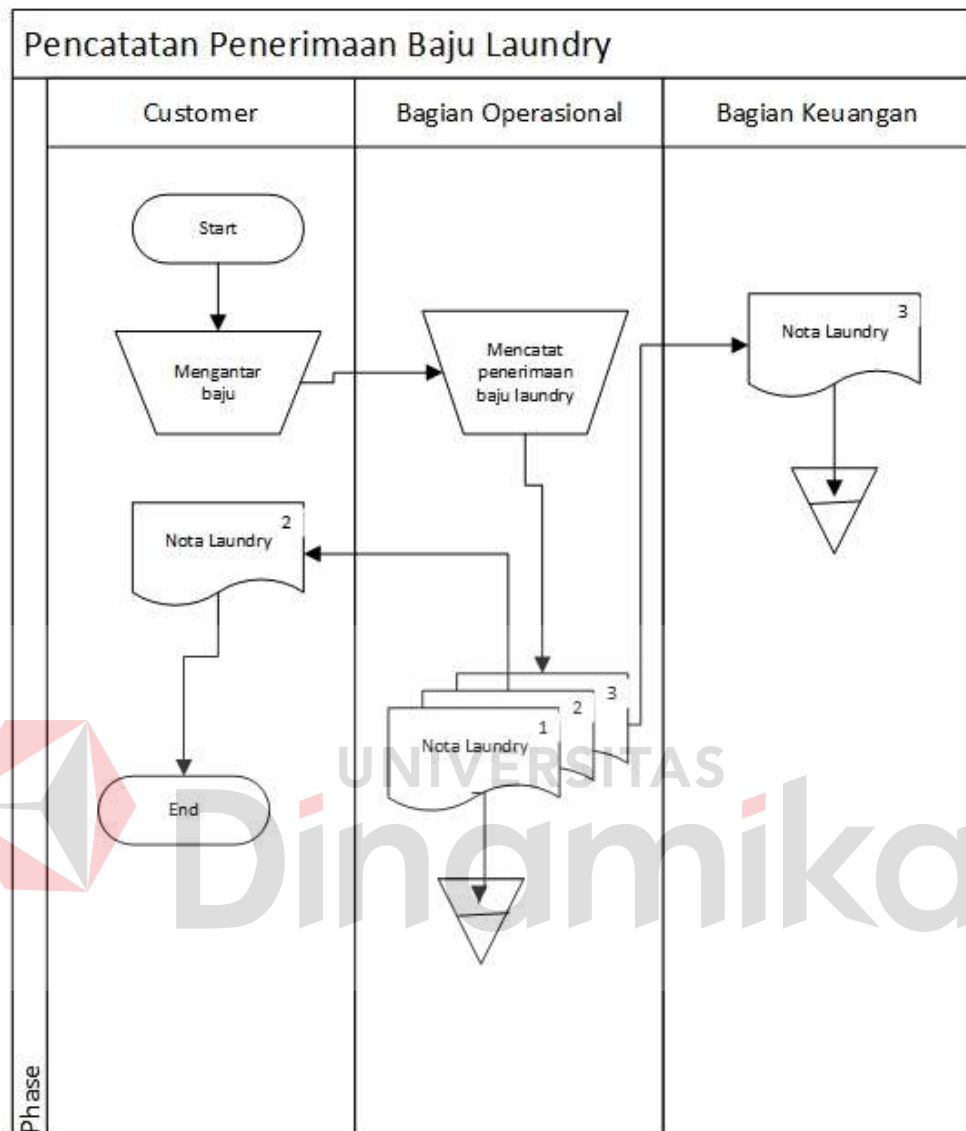 Pencatatan Penerimaan Baju Laundry
Customer
Bagian Operasional
Bagian Keuangan
Start
Mengantar
baju
Mencatat
penerimaan
baju laundry
3
Nota Laundry
2
Nota Laundry
3
2
1
Nota Laundry
End
UNIVERSITAS
Dinamika
Phase